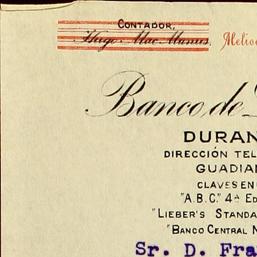 CONTADOR,
Hugo Mac Manus,
Banco de
DURAN
DIRECCIÓN TEL
GUADIA
CLAVES EN
"A.B.C." 4ª Ed
"LIEBER'S STANDA
"BANCO CENTRAL
Sr. D. Fra